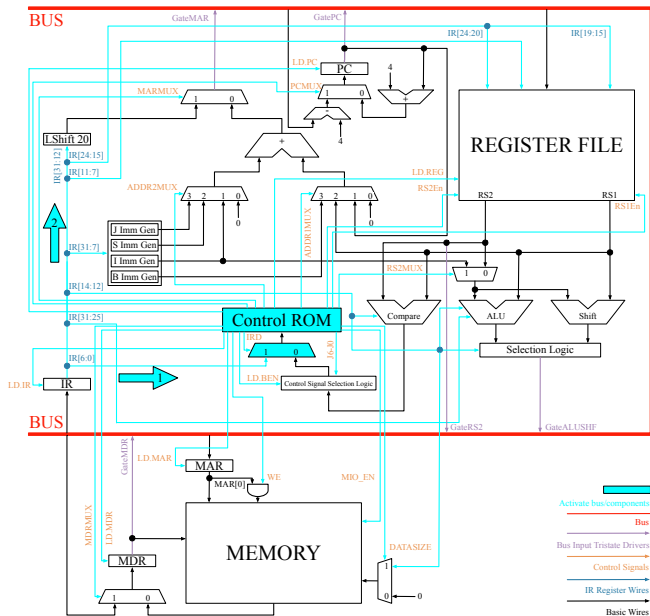 BUS
GateMAR
GatePC
IR[24:20]
IR[19:15]
LD.PC
PC
4
MARMUX
1 0
PCMUX
1 0
+
-
4
LShift 20
IR[24:15]
IR[31:12]
IR[11:7]
+
REGISTER FILE
LD.REG
RS2En
RS2
RS1
RS1En
ADDR2MUX
3 2 1 0
0
ADDR1MUX
3 2 1 0
0
2
J Imm Gen
S Imm Gen
I Imm Gen
B Imm Gen
IR[31:7]
RS2MUX
1 0
IR[14:12]
Control ROM
Compare
ALU
Shift
IR[31:25]
IRD
1 0
J6-J0
Selection Logic
IR[6:0]
LD.IR
IR
1
LD.BEN
Control Signal Selection Logic
BUS
GateRS2
GateALUSHF
GateMDR
LD.MAR
MAR
MAR[0]
WE
MIO_EN
MDRMUX
LD.MDR
MEMORY
DATASIZE
MDR
1
0
0
1 0
Activate bus/components
Bus
Bus Input Tristate Drivers
Control Signals
IR Register Wires
Basic Wires